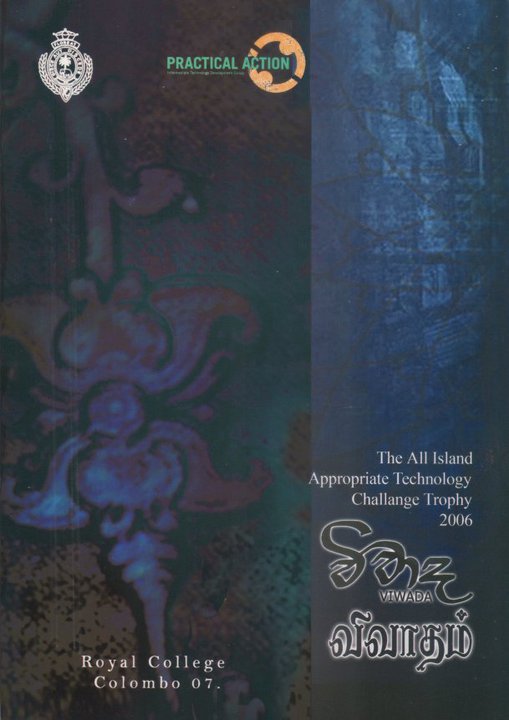 PRACTICAL ACTION
The All Island
Appropriate Technology
Challange Trophy
2006
විවාද
VIWADA
விவாதம்
Royal College
Colombo 07.